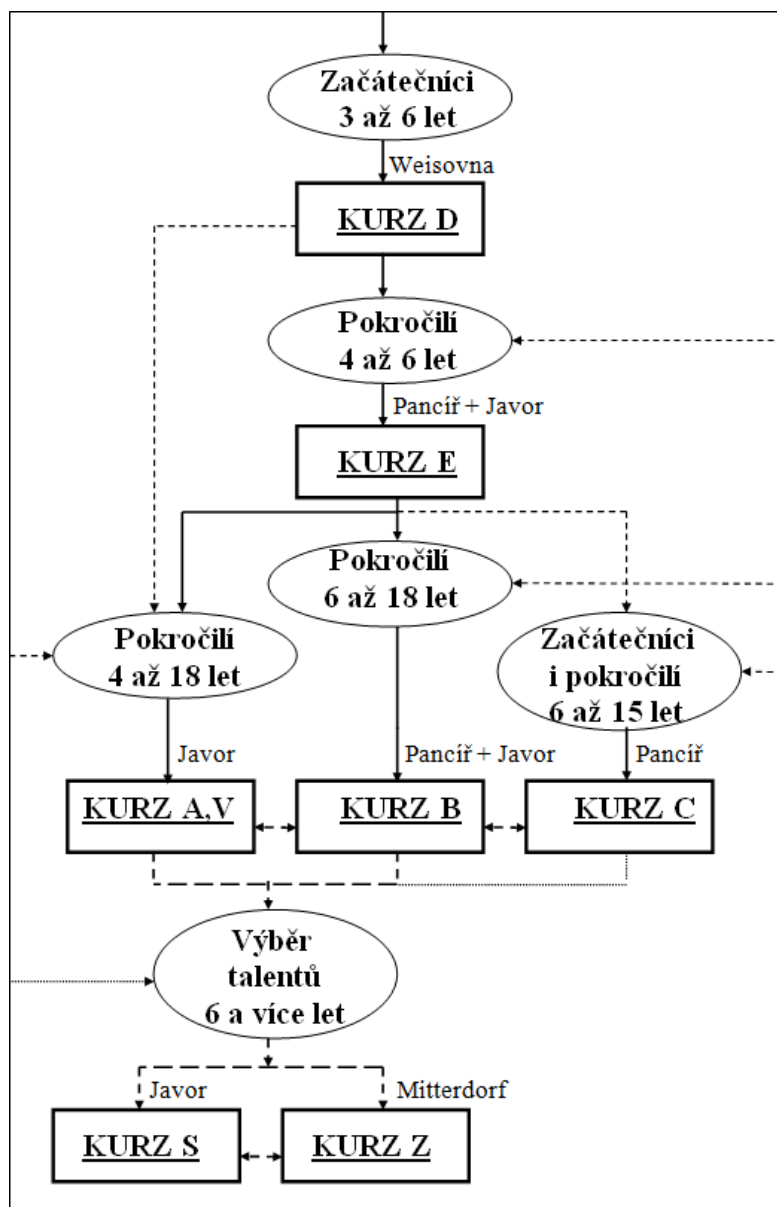 Začátečníci
3 až 6 let
Weisovna
KURZ D
Pokročilí
4 až 6 let
Pancíř + Javor
KURZ E
Pokročilí
6 až 18 let
Pokročilí
4 až 18 let
Začátečníci
i pokročilí
6 až 15 let
Javor
Pancíř + Javor
Pancíř
KURZ A,V
KURZ B
KURZ C
Výběr
talentů
6 a více let
Javor
Mitterdorf
KURZ S
KURZ Z